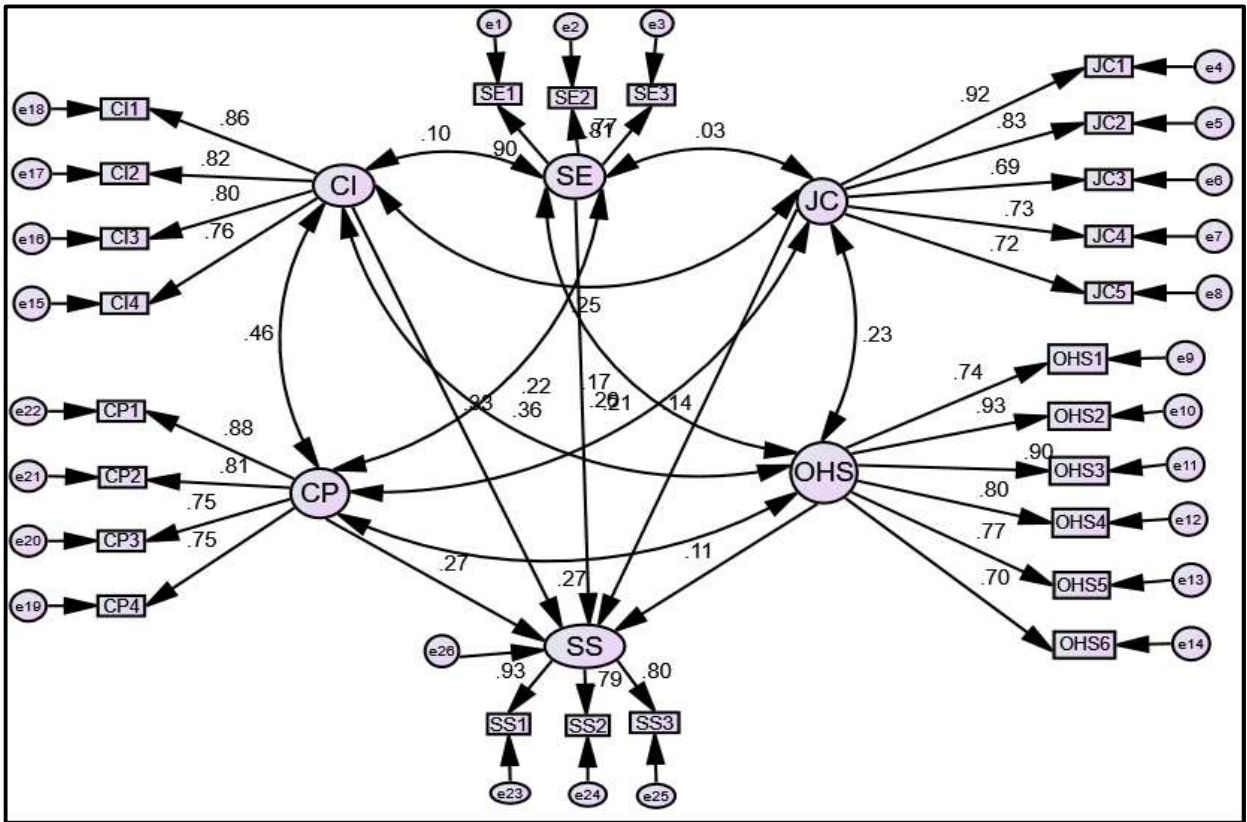 e1
e2
e3
SE1
SE2
SE3
.77
.81
.90
SE
.10
.03
e18
CI1
.86
e17
CI2
.82
e16
CI3
.80
e15
CI4
.76
CI
JC
.92
JC1
e4
.83
JC2
e5
.69
JC3
e6
.73
JC4
e7
.72
JC5
e8
.25
.46
.23
.22
.17
.36
.21
.14
e22
CP1
.88
e21
CP2
.81
e20
CP3
.75
e19
CP4
.75
CP
OHS
.74
OHS1
e9
.93
OHS2
e10
.90
OHS3
e11
.80
OHS4
e12
.77
OHS5
e13
.70
OHS6
e14
.27
.27
.11
e26
SS
.93
.79
.80
SS1
SS2
SS3
e23
e24
e25